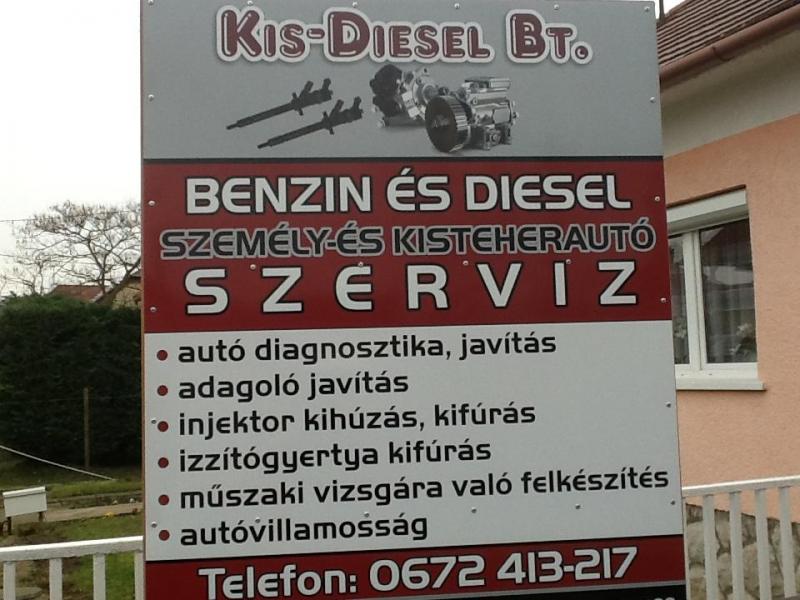 KIS-DIESEL BT.
BENZIN ÉS DIESEL
SZEMÉLY-ÉS KISTEHERAUTÓ
SZERVIZ
• autó diagnosztika, javítás
• adagoló javítás
• injektor kihúzás, kifúrás
• izzítógyertya kifúrás
• műszaki vizsgára való felkészítés
• autóvillamosság
Telefon: 0672 413-217